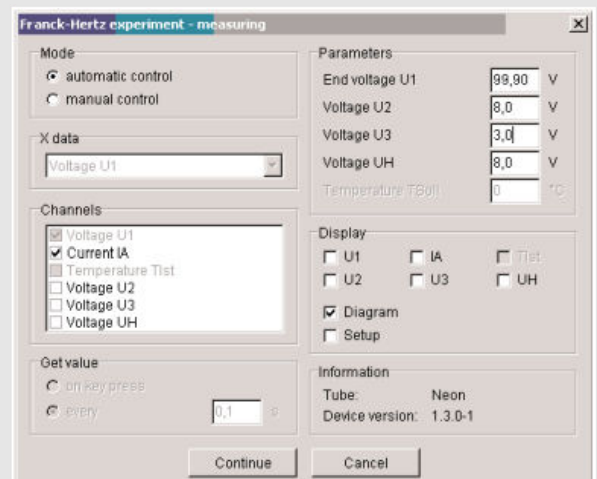 Franck-Hertz experiment - measuring
Mode
automatic control
manual control
X data
Voltage U1
Channels
Voltage U1
Current IA
Temperature TIst
Voltage U2
Voltage U3
Voltage UH
Get value
on key press
every 0,1 s
Parameters
End voltage U1 99,90 V
Voltage U2 8,0 V
Voltage U3 3,0 V
Voltage UH 8,0 V
Temperature 0 °C
Display
U1 IA TIst
U2 U3 UH
Diagram
Setup
Information
Tube: Neon
Device version: 1.3.0-1
Continue Cancel